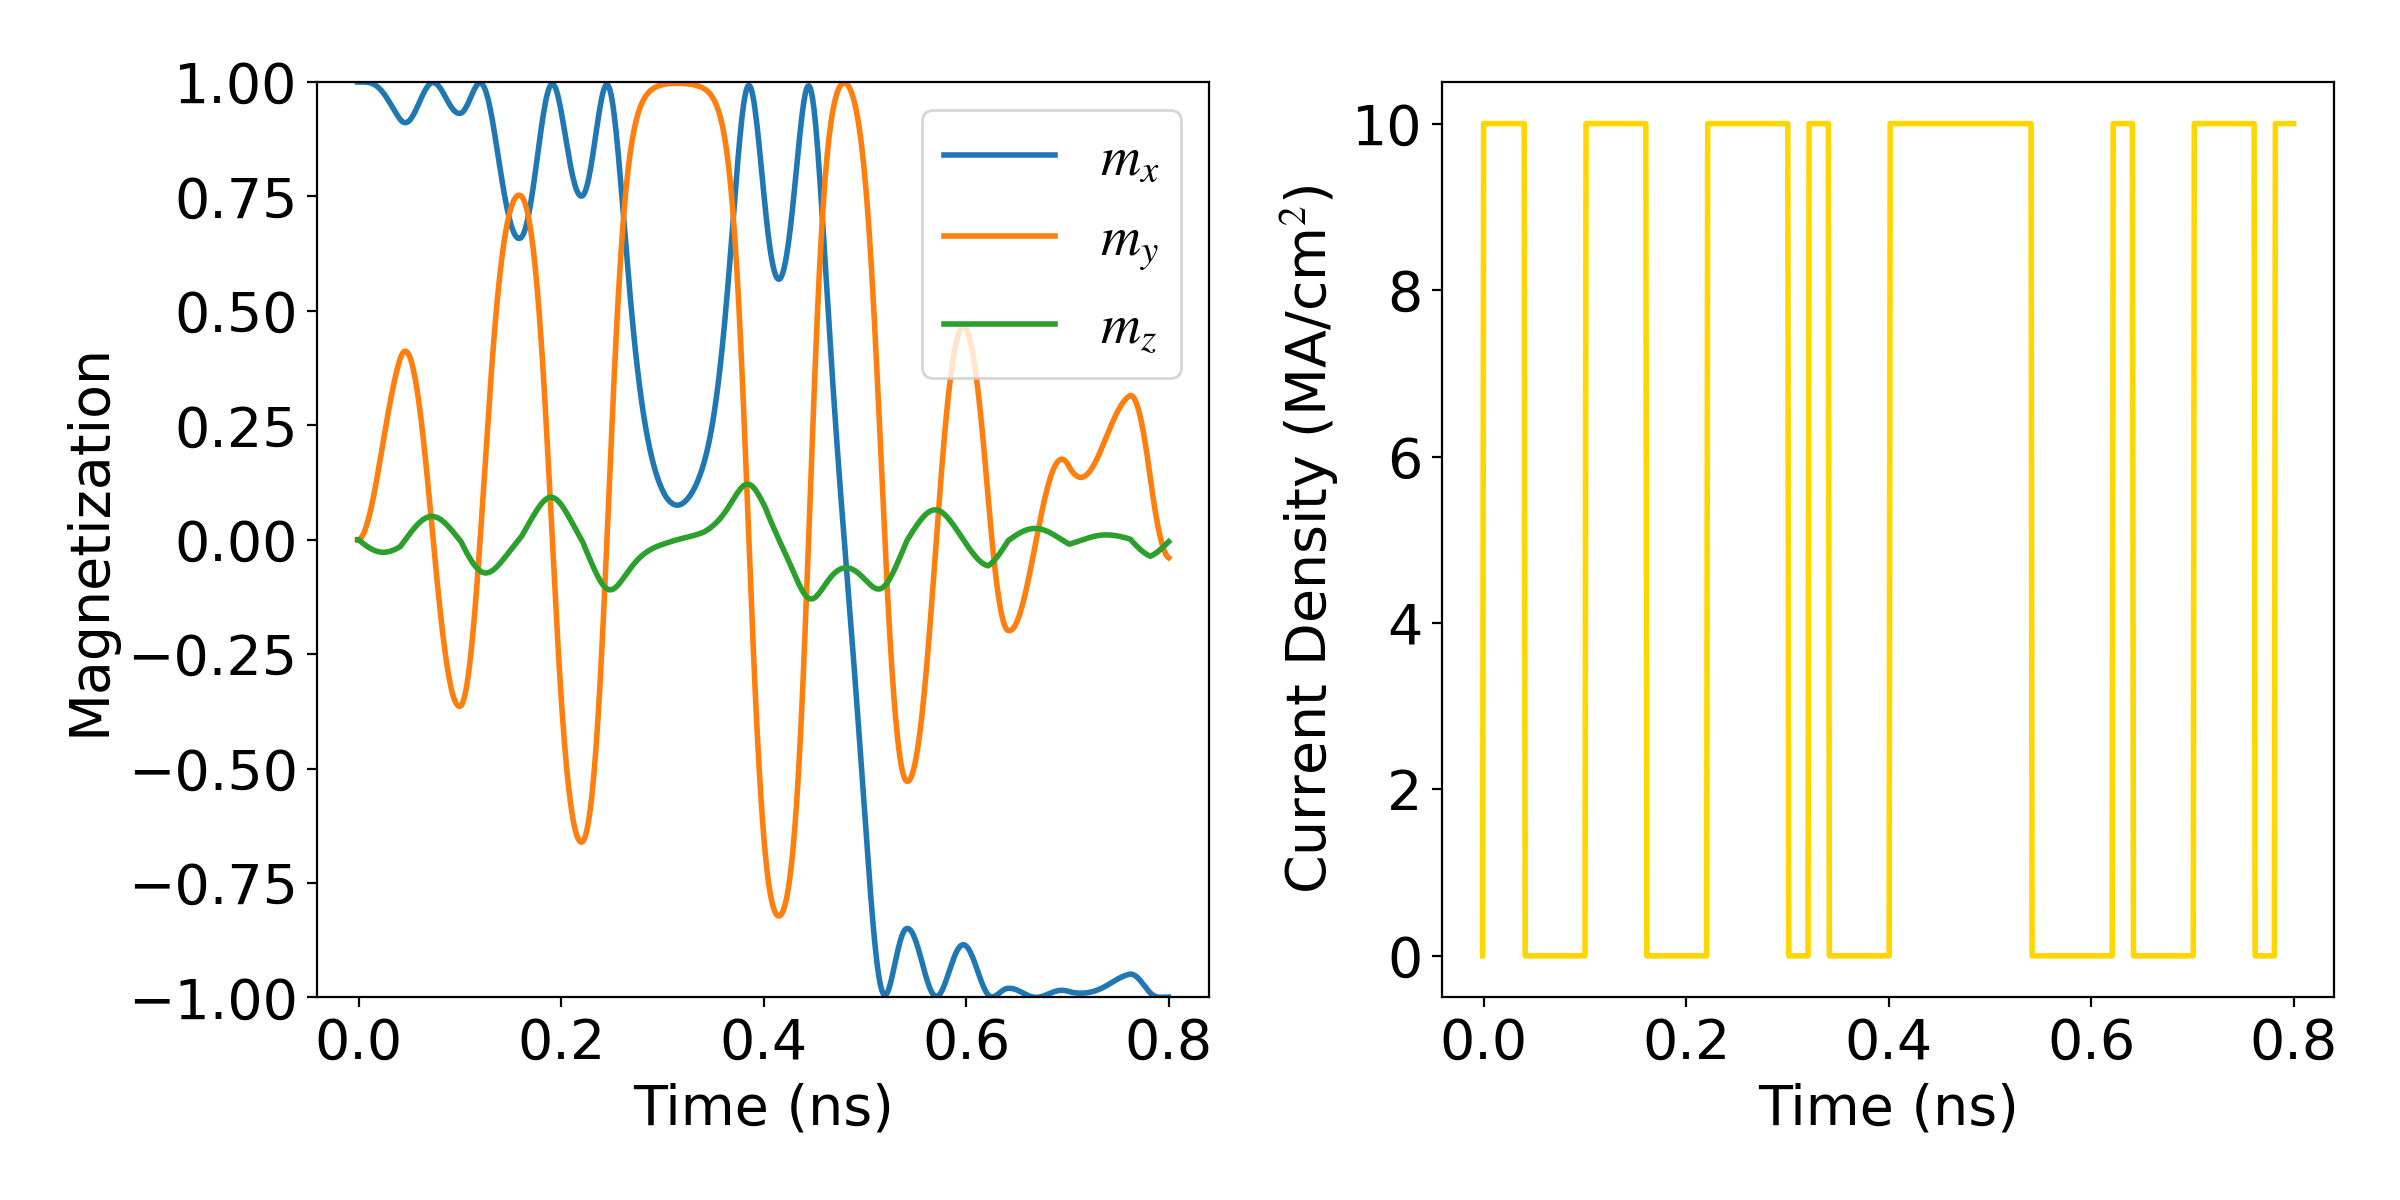 1.00
0.75
0.50
0.25
0.00
−0.25
−0.50
−0.75
−1.00
Magnetization
0.0 0.2 0.4 0.6 0.8
Time (ns)
m_x
m_y
m_z
10
8
6
4
2
0
Current Density (MA/cm²)
0.0 0.2 0.4 0.6 0.8
Time (ns)